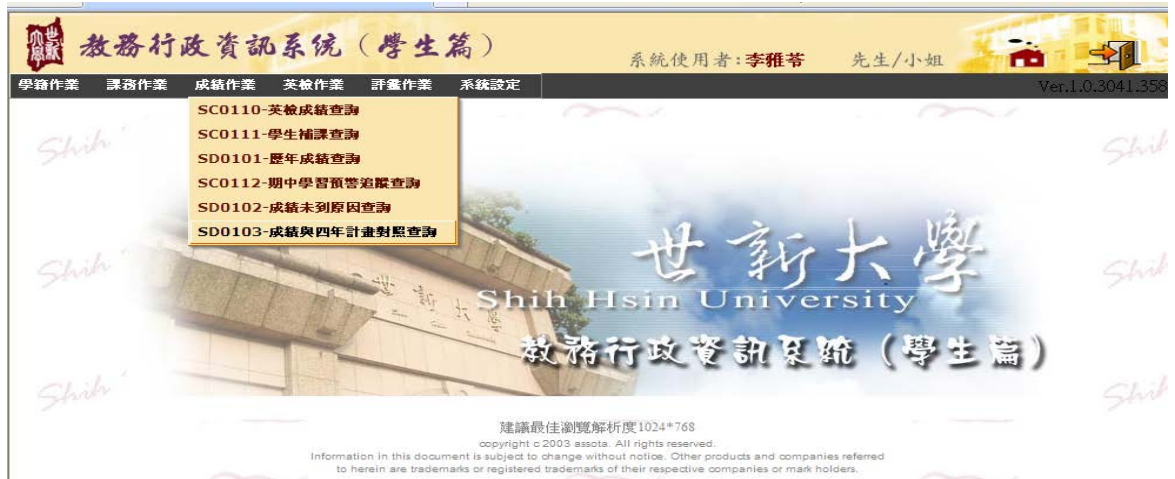 教務行政資訊系統(學生篇)
系統使用者:李雅苓 先生/小姐
學籍作業 課務作業 成績作業 英檢作業 評鑑作業 系統設定
Ver.1.0.3041.358
SC0110-英檢成績查詢
SC0111-學生補課查詢
SD0101-歷年成績查詢
SC0112-期中學習預警追蹤查詢
SD0102-成績未到原因查詢
SD0103-成績與四年計畫對照查詢
世新大學
Shih Hsin University
教務行政資訊系統(學生篇)
建議最佳瀏覽解析度1024*768
copyright c 2003 assota. All rights reserved.
Information in this document is subject to change without notice. Other products and companies referred
to herein are trademarks or registered trademarks of their respective companies or mark holders.